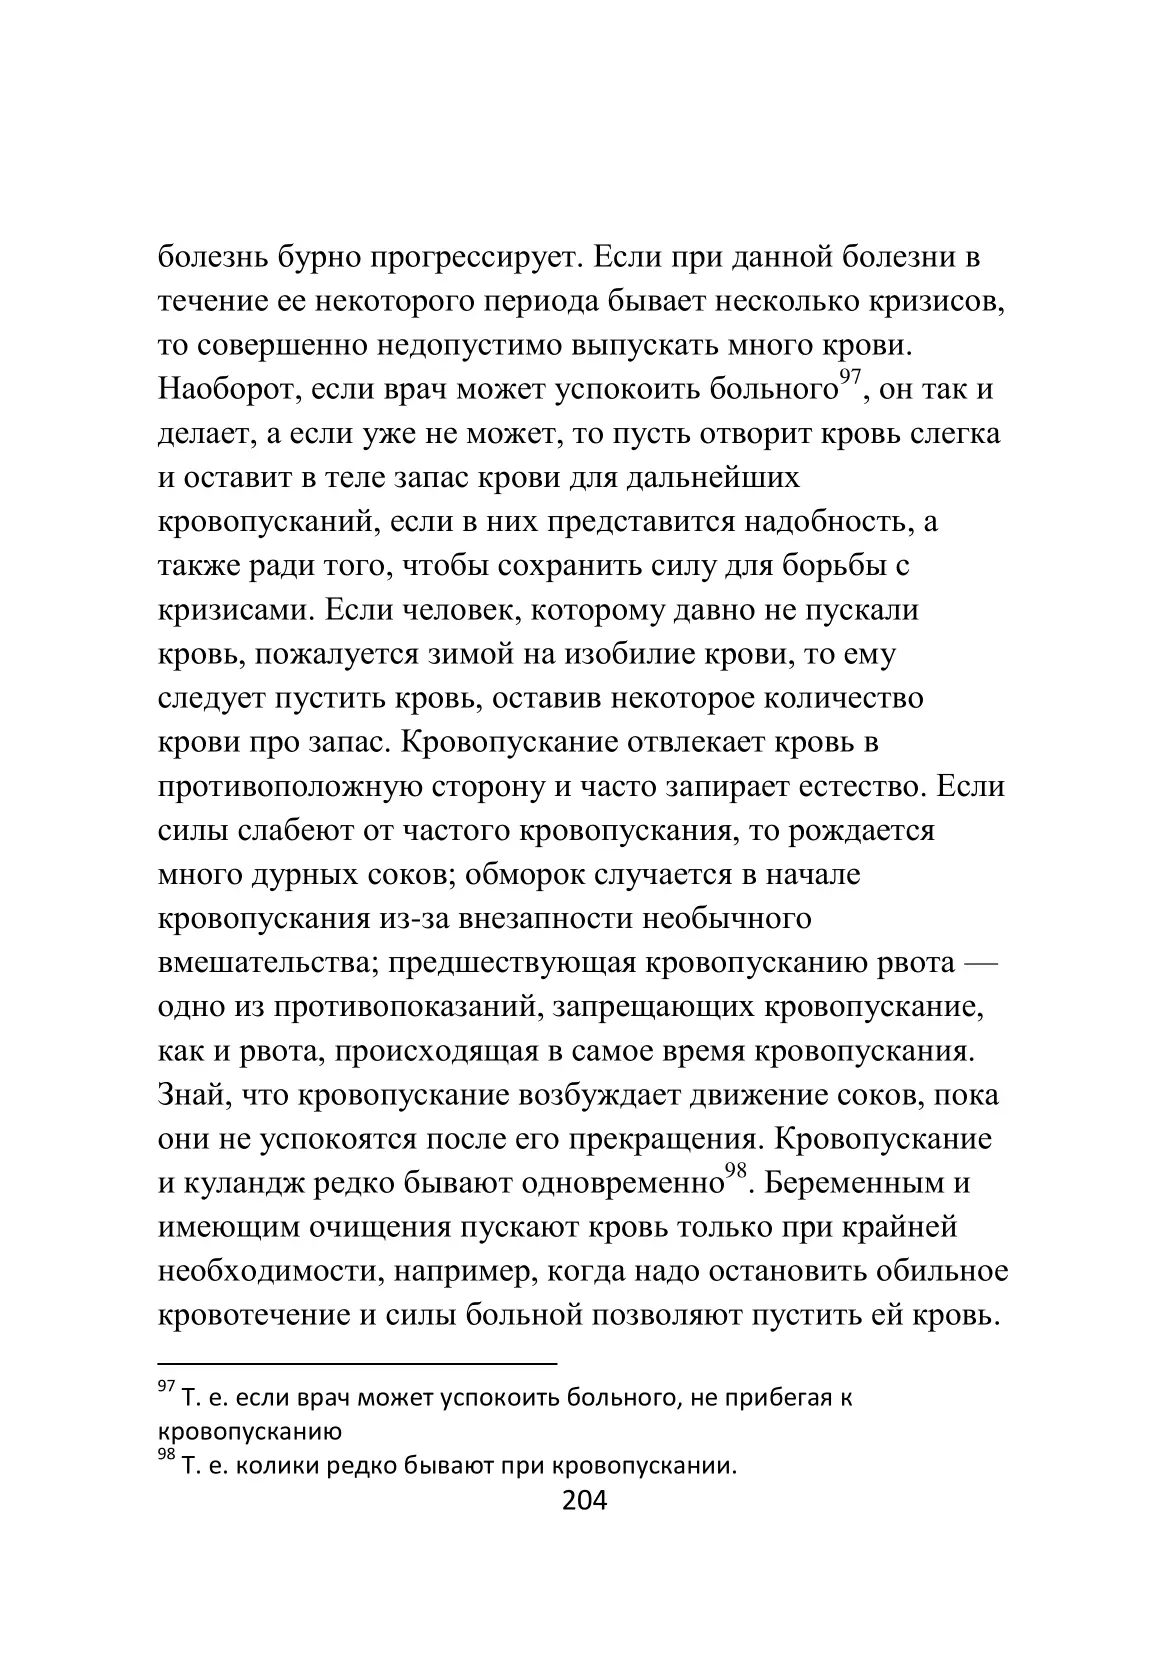 болезнь бурно прогрессирует. Если при данной болезни в
течение ее некоторого периода бывает несколько кризисов,
то совершенно недопустимо выпускать много крови.
Наоборот, если врач может успокоить больного97, он так и
делает, а если уже не может, то пусть отворит кровь слегка
и оставит в теле запас крови для дальнейших
кровопусканий, если в них представится надобность, а
также ради того, чтобы сохранить силу для борьбы с
кризисами. Если человек, которому давно не пускали
кровь, пожалуется зимой на изобилие крови, то ему
следует пустить кровь, оставив некоторое количество
крови про запас. Кровопускание отвлекает кровь в
противоположную сторону и часто запирает естество. Если
силы слабеют от частого кровопускания, то рождается
много дурных соков; обморок случается в начале
кровопускания из-за внезапности необычного
вмешательства; предшествующая кровопусканию рвота —
одно из противопоказаний, запрещающих кровопускание,
как и рвота, происходящая в самое время кровопускания.
Знай, что кровопускание возбуждает движение соков, пока
они не успокоятся после его прекращения. Кровопускание
и куландж редко бывают одновременно98. Беременным и
имеющим очищения пускают кровь только при крайней
необходимости, например, когда надо остановить обильное
кровотечение и силы больной позволяют пустить ей кровь.
97 Т. е. если врач может успокоить больного, не прибегая к
кровопусканию
98 Т. е. колики редко бывают при кровопускании.
204